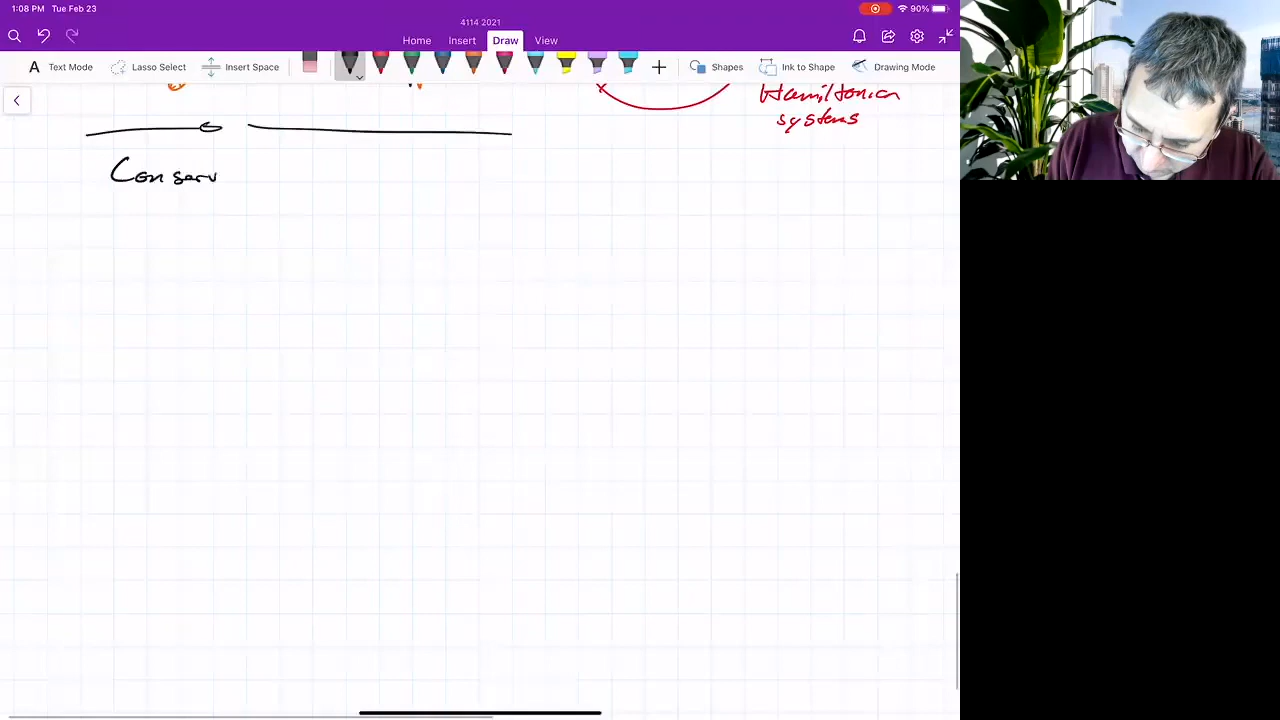 1:08 PM Tue Feb 23
90%
4114 2021
Home Insert Draw View
Text Mode Lasso Select Insert Space Shapes Ink to Shape Drawing Mode
Hamiltonian
systems
Conserv